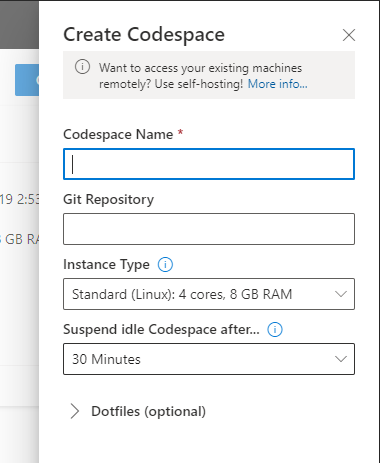 Create Codespace
Want to access your existing machines
remotely? Use self-hosting! More info...
Codespace Name *
19 2:53
Git Repository
GB RA
Instance Type
Standard (Linux): 4 cores, 8 GB RAM
Suspend idle Codespace after...
30 Minutes
Dotfiles (optional)